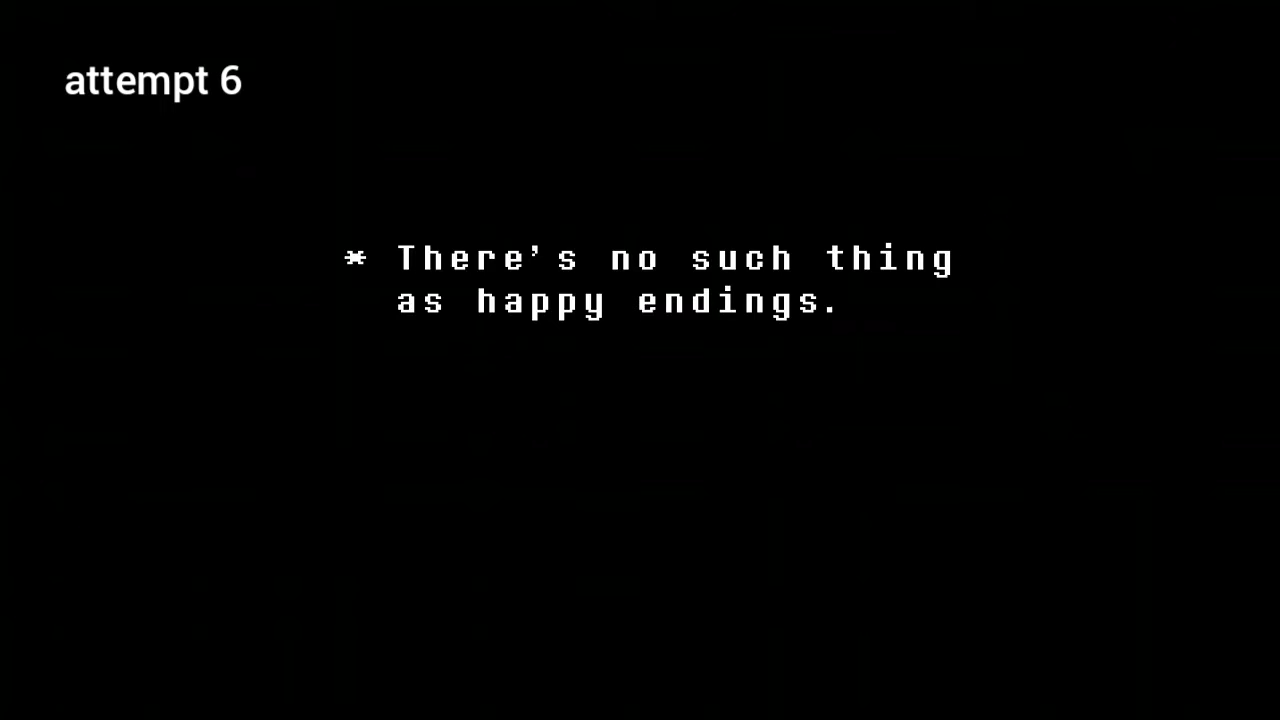 attempt 6
* There's no such thing
as happy endings.